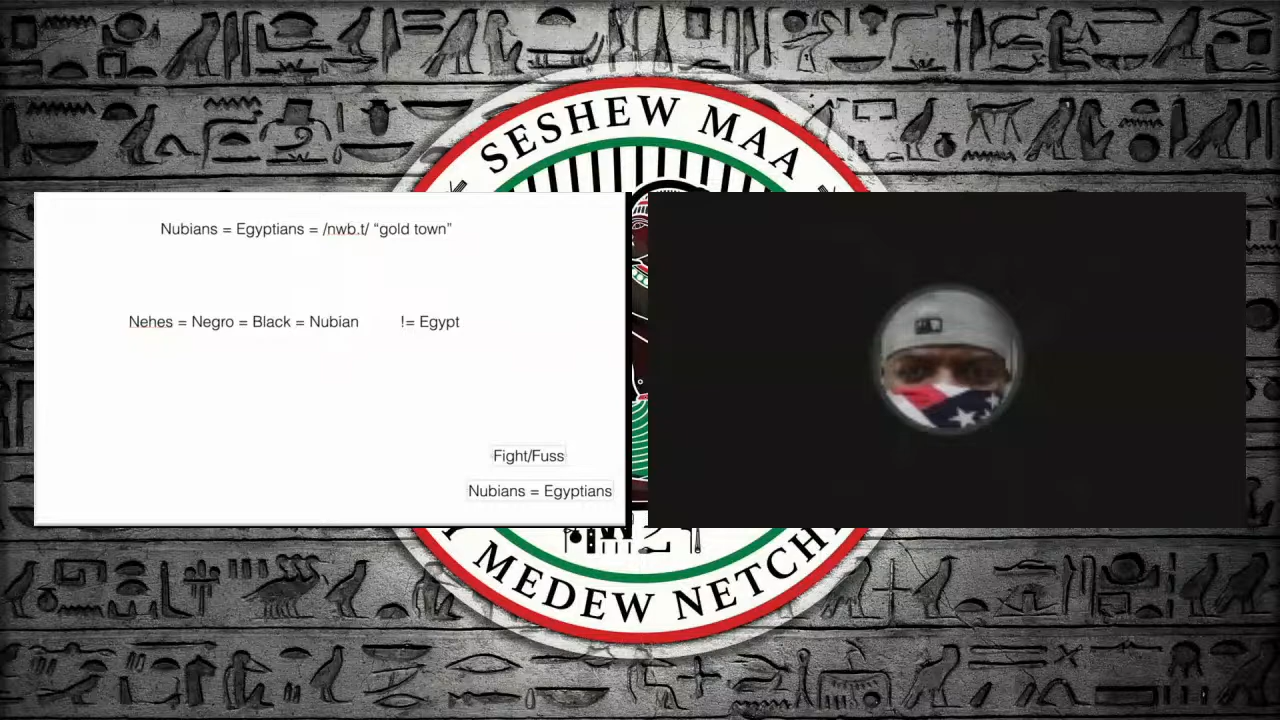 SESHEW MAA
Nubians = Egyptians = /nwb.t/ “gold town”
Nehes = Negro = Black = Nubian != Egypt
Fight/Fuss
Nubians = Egyptians
MEDEW NETCH